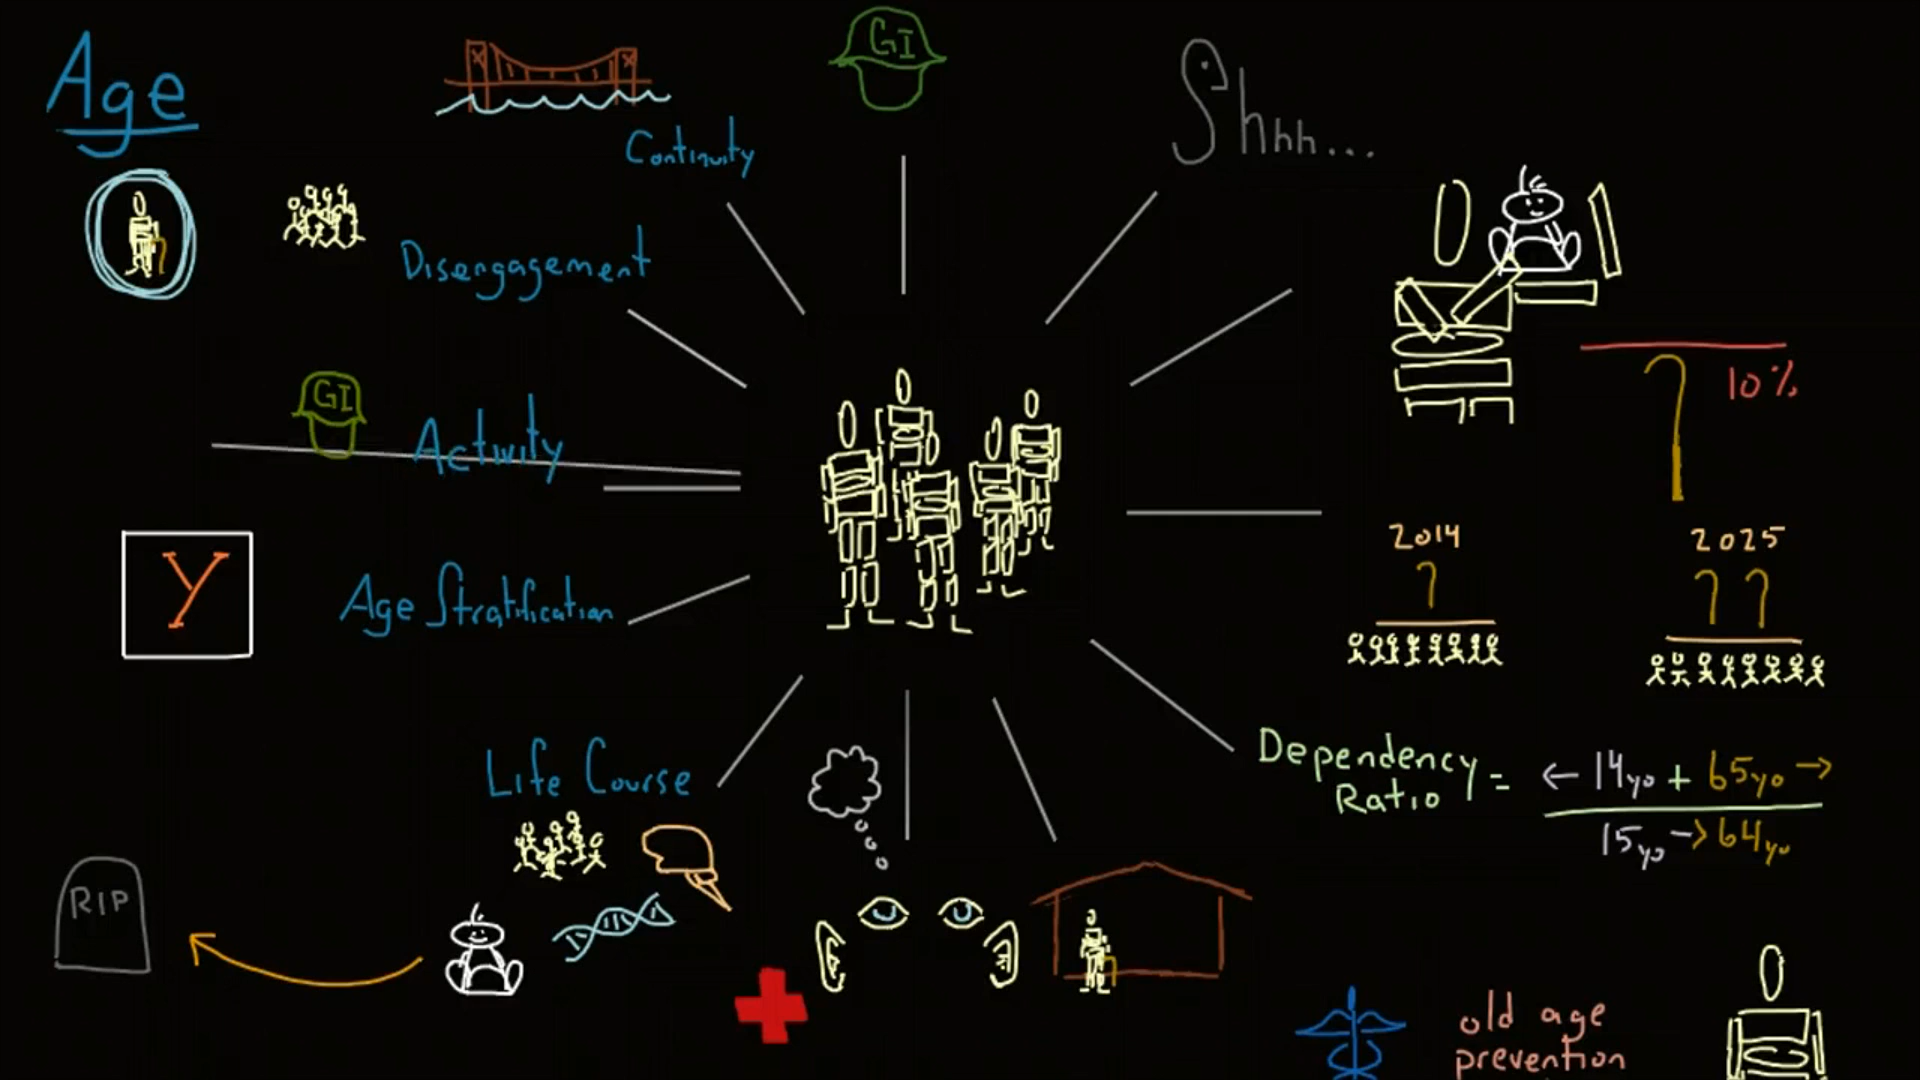 Age
GI
Shhh...
Continuity
Disengagement
10%
GI
Activity
2014
2025
Y
Age Stratification
Dependency
Ratio
=
← 14yo + 65yo →
15yo → 64yo
Life Course
RIP
old age
prevention